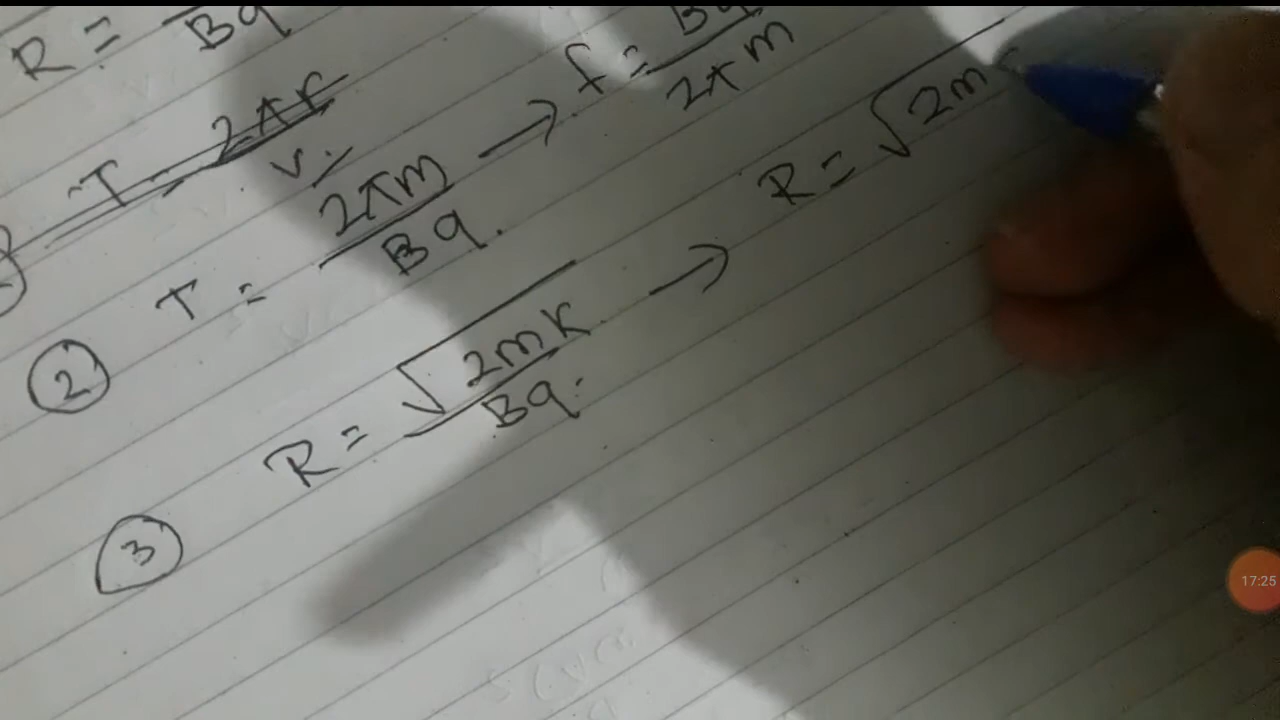 R = Bq
T = 2πr/v.
② T = 2πm/Bq. → f = Bq/2πm
③ R = √2mK/Bq. → R = √2m
17:25